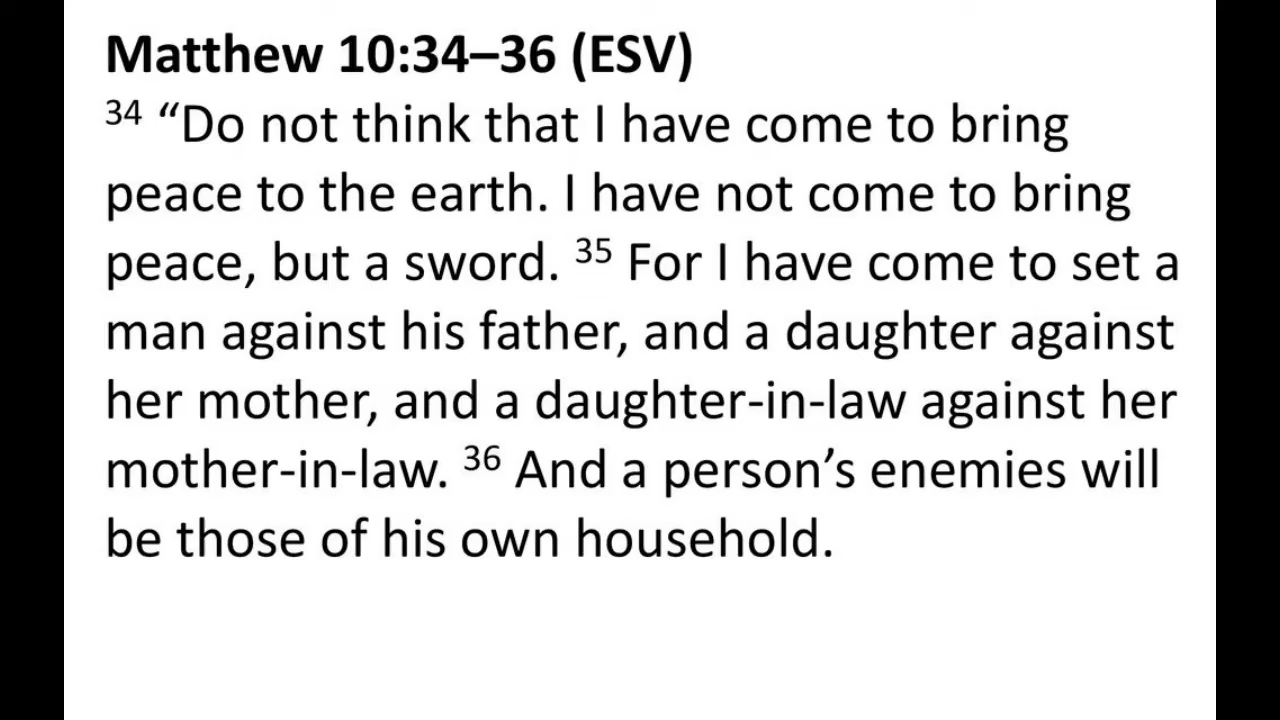 Matthew 10:34–36 (ESV)
34 “Do not think that I have come to bring
peace to the earth. I have not come to bring
peace, but a sword. 35 For I have come to set a
man against his father, and a daughter against
her mother, and a daughter-in-law against her
mother-in-law. 36 And a person’s enemies will
be those of his own household.